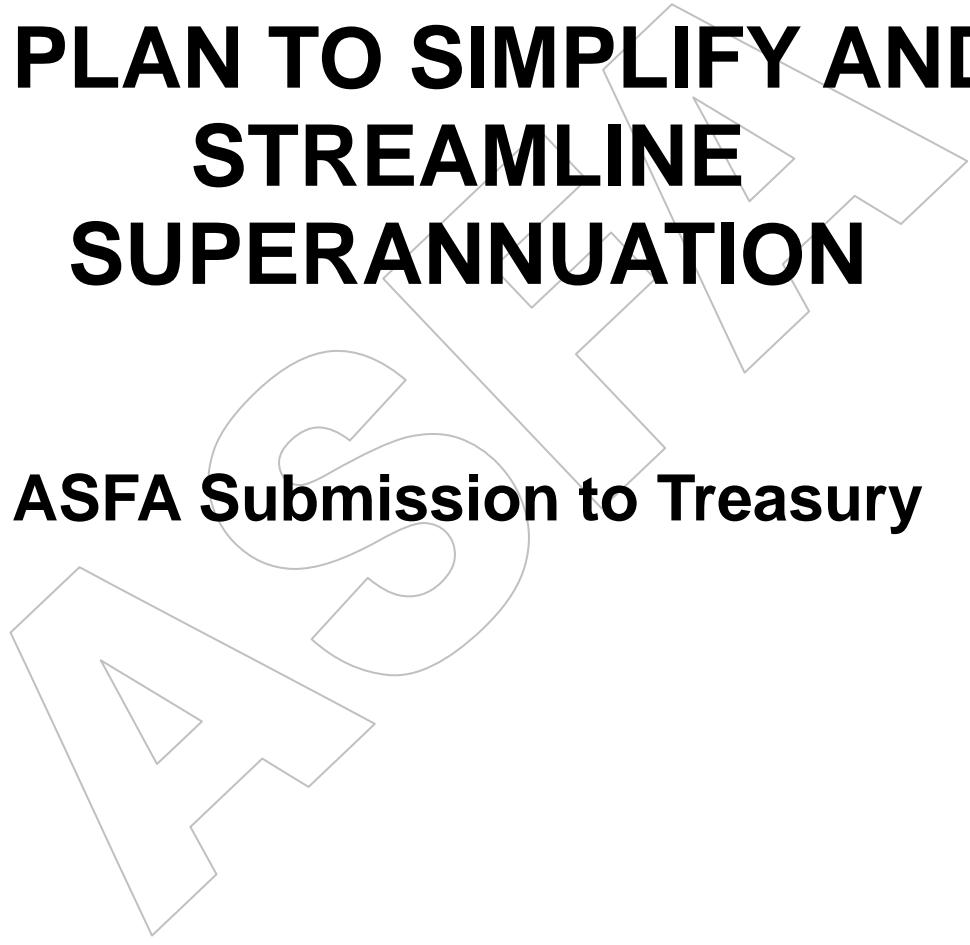 PLAN TO SIMPLIFY AND
STREAMLINE
SUPERANNUATION
ASFA Submission to Treasury
ASFA